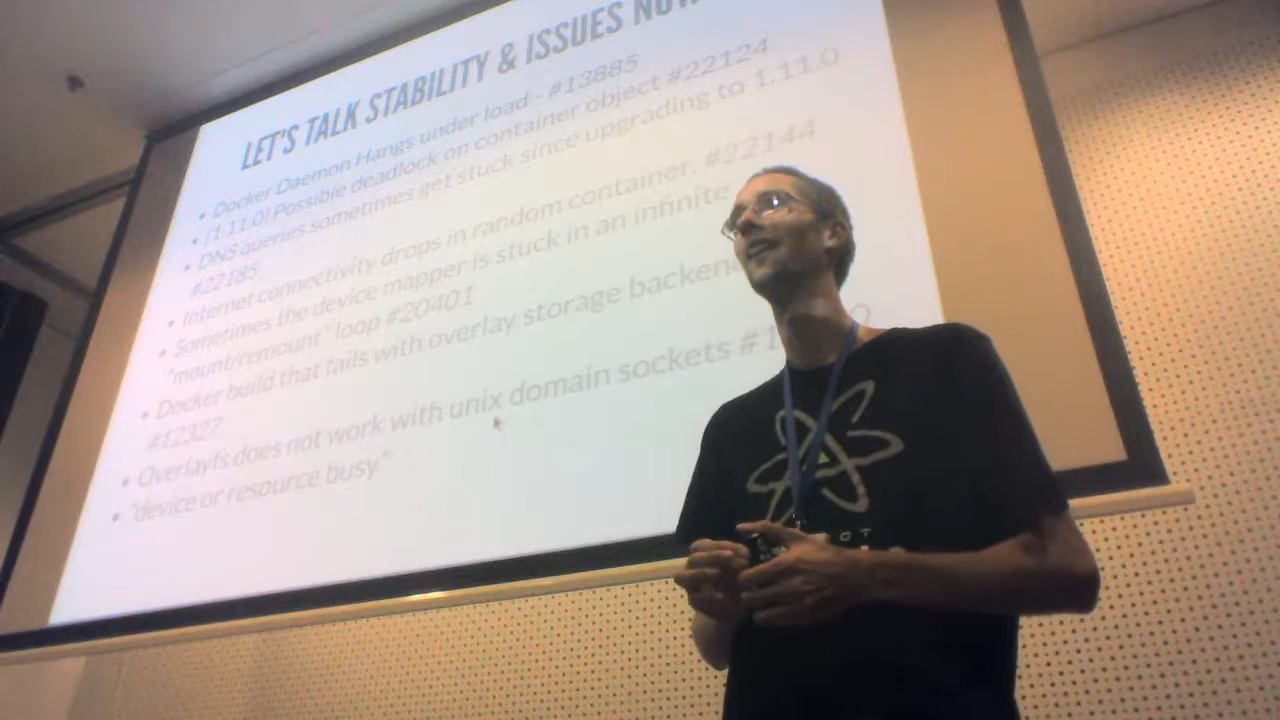 LET'S TALK STABILITY & ISSUES NOW
• Docker Daemon Hangs under load - #13885
• [1.11.0] Possible deadlock on container object #22124
• DNS queries sometimes get stuck since upgrading to 1.11.0
#22185
• Internet connectivity drops in random container. #22144
• Sometimes the device mapper is stuck in an infinite
"mount/remount" loop #20401
• Docker build that fails with overlay storage backend
#12327
• Overlayfs does not work with unix domain sockets
• "device or resource busy"